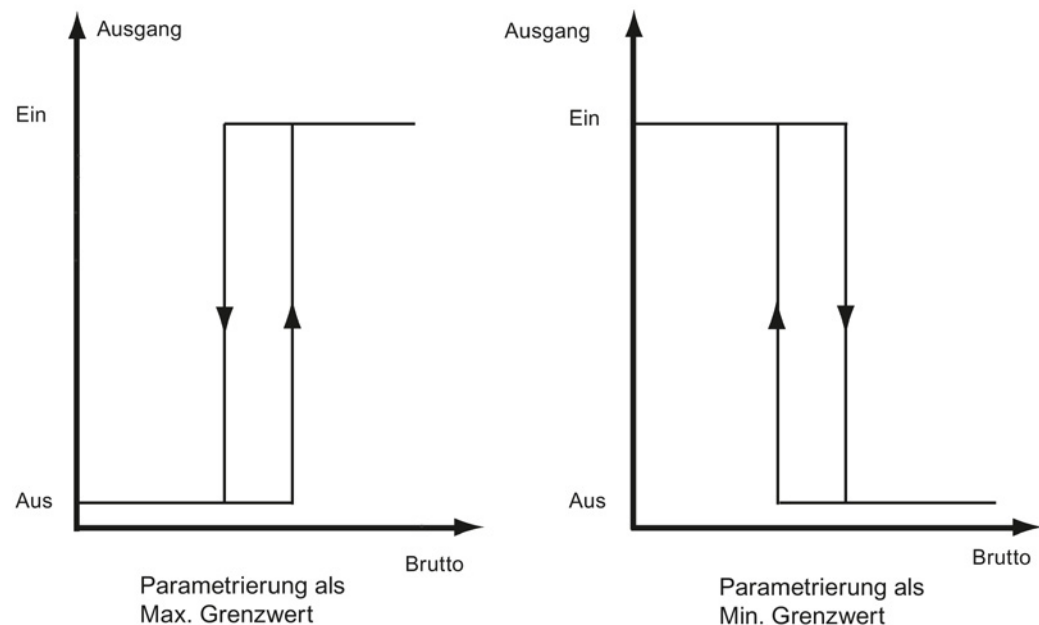 Ausgang
Ein
Aus
Brutto
Parametrierung als
Max. Grenzwert
Ausgang
Ein
Aus
Brutto
Parametrierung als
Min. Grenzwert